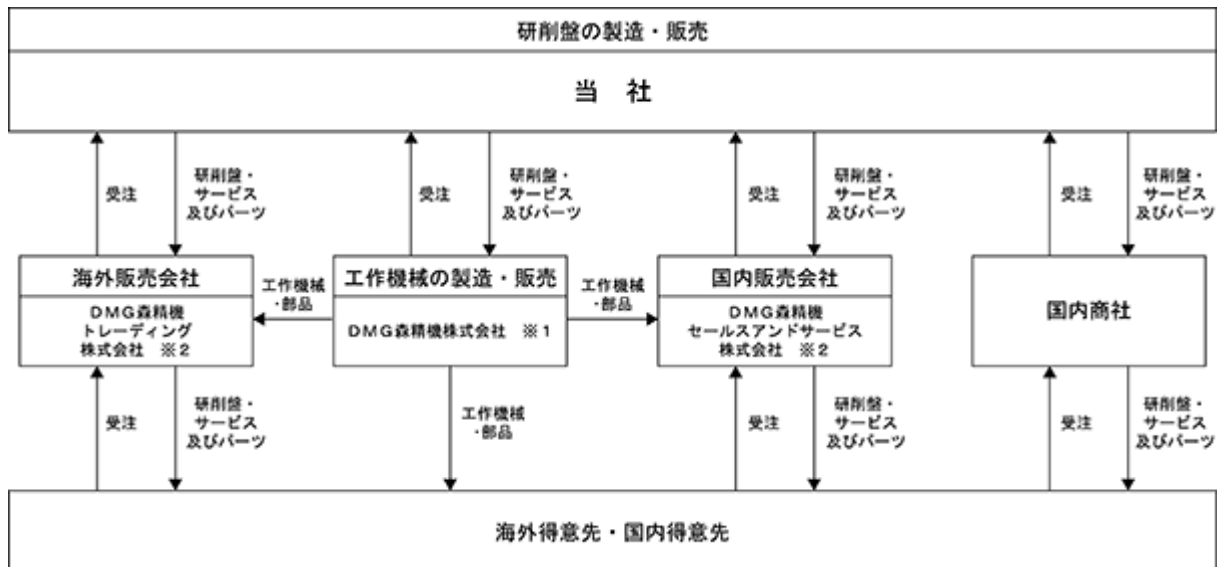 研削盤の製造・販売
当　社
受注
研削盤・
サービス
及びパーツ
受注
研削盤・
サービス
及びパーツ
受注
研削盤・
サービス
及びパーツ
受注
研削盤・
サービス
及びパーツ
海外販売会社
DMG森精機
トレーディング
株式会社　※2
工作機械
・部品
工作機械の製造・販売
DMG森精機株式会社　※1
工作機械
・部品
国内販売会社
DMG森精機
セールスアンドサービス
株式会社　※2
国内商社
受注
研削盤・
サービス
及びパーツ
工作機械
・部品
受注
研削盤・
サービス
及びパーツ
受注
研削盤・
サービス
及びパーツ
海外得意先・国内得意先